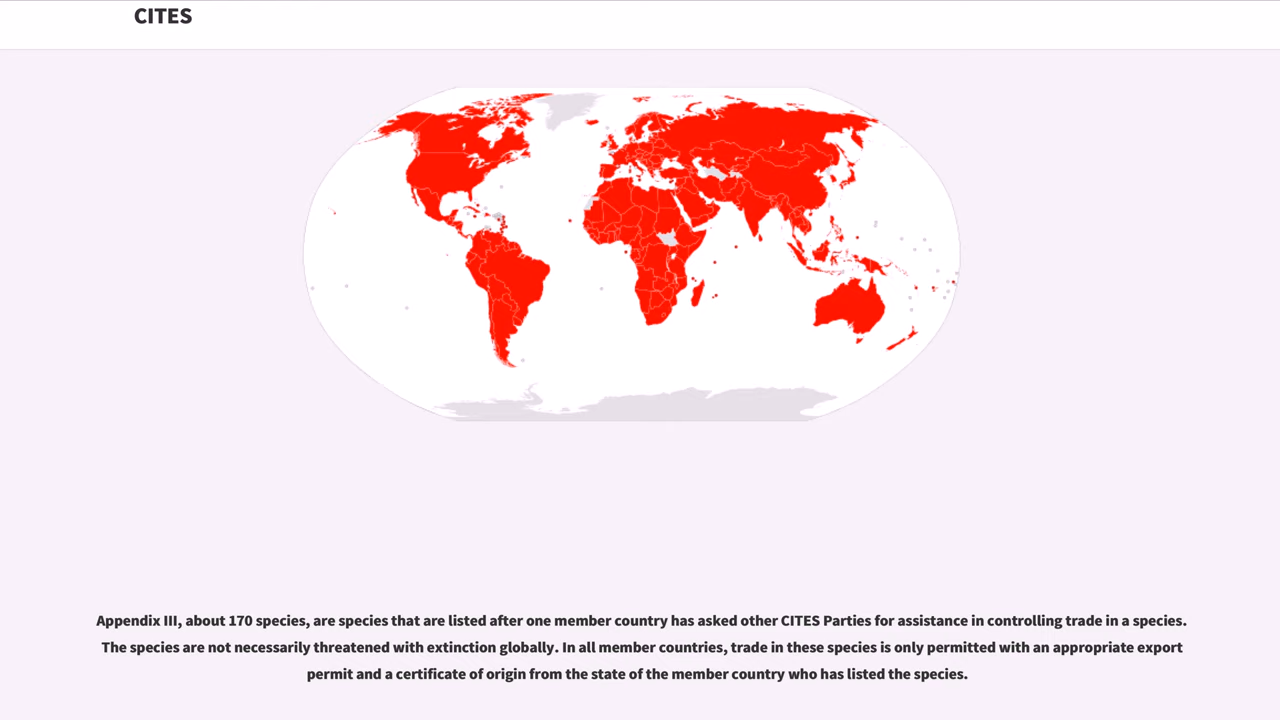 CITES
Appendix III, about 170 species, are species that are listed after one member country has asked other CITES Parties for assistance in controlling trade in a species.
The species are not necessarily threatened with extinction globally. In all member countries, trade in these species is only permitted with an appropriate export
permit and a certificate of origin from the state of the member country who has listed the species.